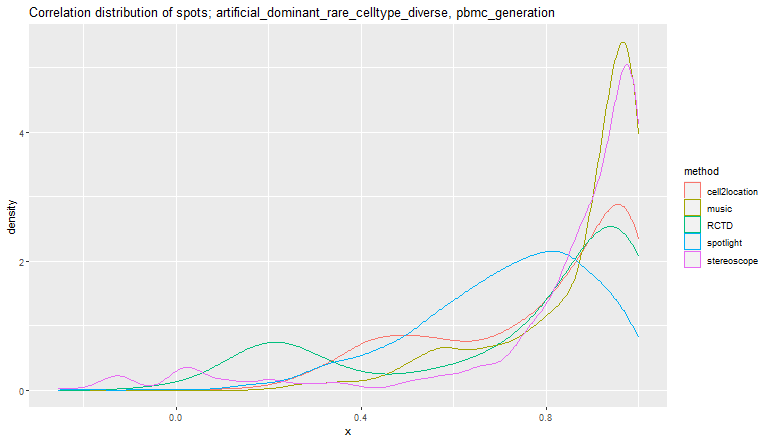 Correlation distribution of spots; artificial_dominant_rare_celltype_diverse, pbmc_generation
density
4
2
0
0.0
0.4
0.8
x
method
cell2location
music
RCTD
spotlight
stereoscope